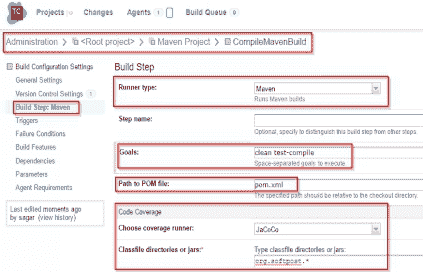 TC
Projects
Changes
Agents 1
Build Queue 0
Administration > <Root project> > Maven Project > CompileMavenBuild
Build Configuration Settings
General Settings
Version Control Settings 1
Build Step: Maven
Triggers
Failure Conditions
Build Features
Dependencies
Parameters
Agent Requirements
Last edited moments ago
by sagar (view history)
Build Step
Runner type:
Maven
Runs Maven builds
Step name:
Optional, specify to distinguish this build step from other steps.
Goals:
clean test-compile
Space-separated goals to execute.
Path to POM file:
pom.xml
The specified path should be relative to the checkout directory.
Code Coverage
Choose coverage runner:
JaCoCo
Classfile directories or jars:*
Type classfile directories or jars:
org.softpost.*